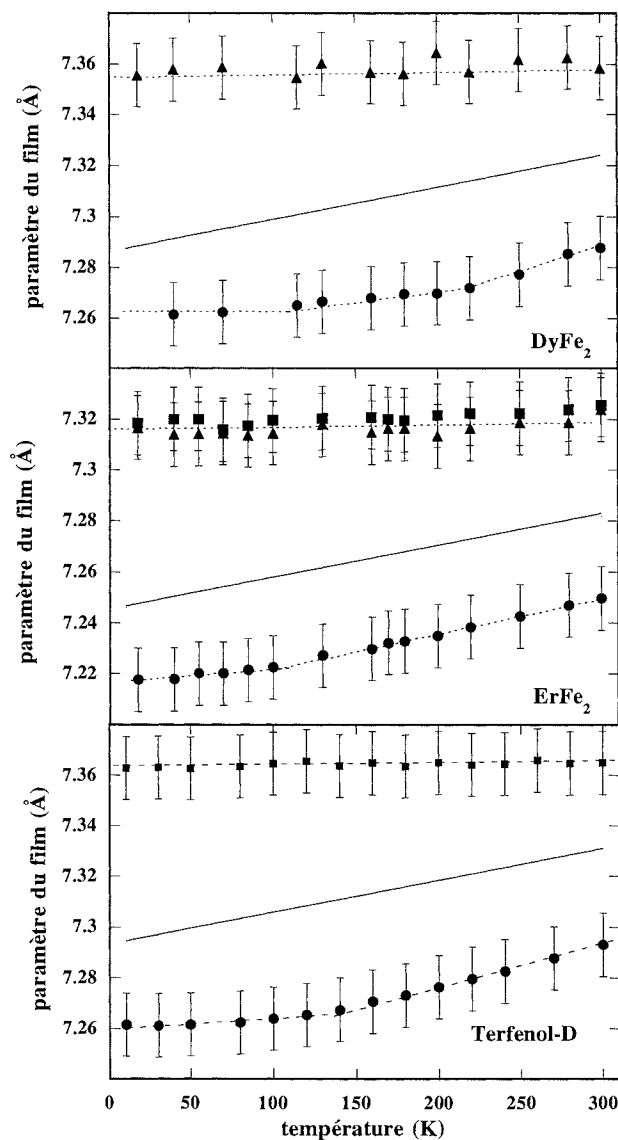 7.36
7.34
7.32
7.3
7.28
7.26
paramètre du film (Å)
DyFe₂
7.32
7.3
7.28
7.26
7.24
7.22
paramètre du film (Å)
ErFe₂
7.36
7.34
7.32
7.3
7.28
7.26
paramètre du film (Å)
Terfenol-D
0 50 100 150 200 250 300
température (K)